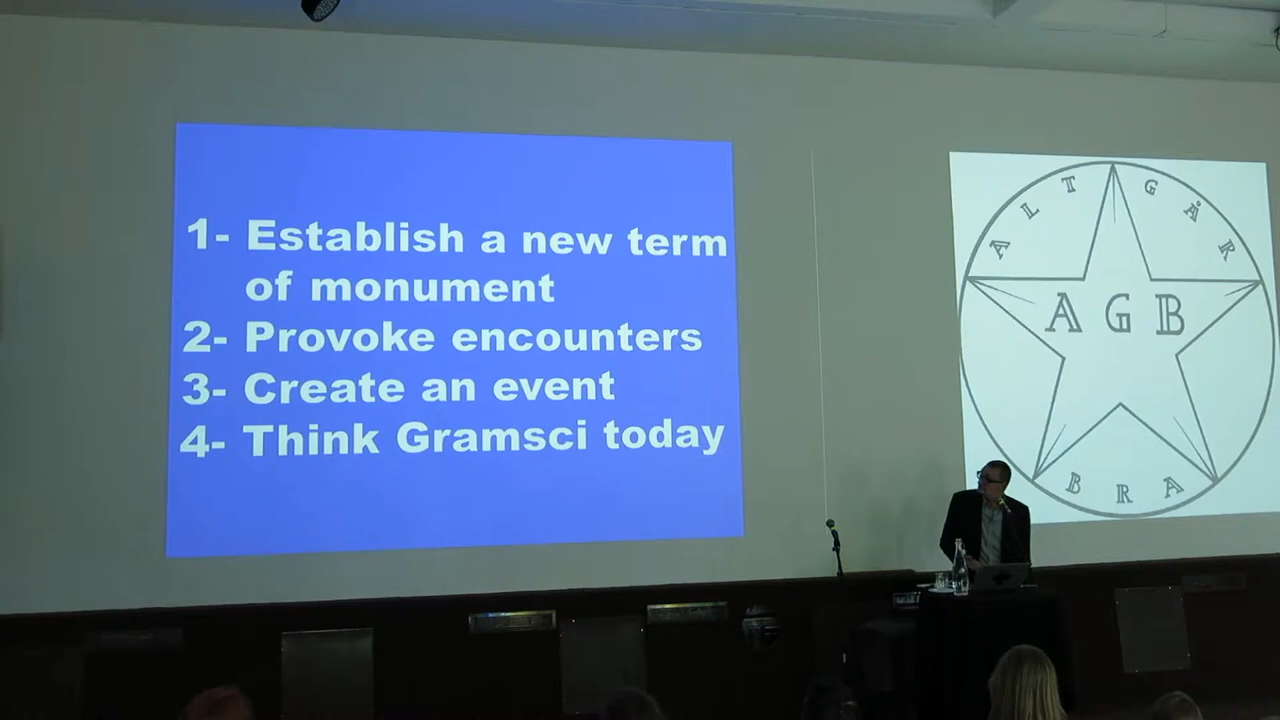 1- Establish a new term
of monument
2- Provoke encounters
3- Create an event
4- Think Gramsci today
ALT GÅR
AGB
BRA